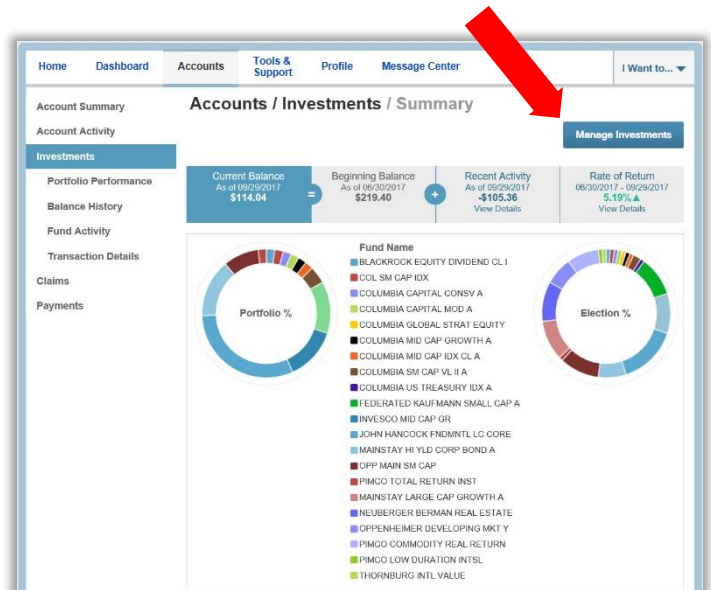 Home Dashboard Accounts Tools & Support Profile Message Center I Want to...
Account Summary
Account Activity
Investments
Portfolio Performance
Balance History
Fund Activity
Transaction Details
Claims
Payments
Accounts / Investments / Summary
Manage Investments
Current Balance
As of 09/29/2017
$114.04
=
Beginning Balance
As of 06/30/2017
$219.40
+
Recent Activity
As of 09/29/2017
-$105.36
View Details
Rate of Return
06/30/2017 - 09/29/2017
5.19%▲
View Details
Portfolio %
Fund Name
BLACKROCK EQUITY DIVIDEND CL I
COL SM CAP IDX
COLUMBIA CAPITAL CONSV A
COLUMBIA CAPITAL MOD A
COLUMBIA GLOBAL STRAT EQUITY
COLUMBIA MID CAP GROWTH A
COLUMBIA MID CAP IDX CL A
COLUMBIA SM CAP VL II A
COLUMBIA US TREASURY IDX A
FEDERATED KAUFMANN SMALL CAP A
INVESCO MID CAP GR
JOHN HANCOCK FNDMNTL LC CORE
MAINSTAY HI YLD CORP BOND A
OPP MAIN SM CAP
PIMCO TOTAL RETURN INST
MAINSTAY LARGE CAP GROWTH A
NEUBERGER BERMAN REAL ESTATE
OPPENHEIMER DEVELOPING MKT Y
PIMCO COMMODITY REAL RETURN
PIMCO LOW DURATION INTSL
THORNBURG INTL VALUE
Election %